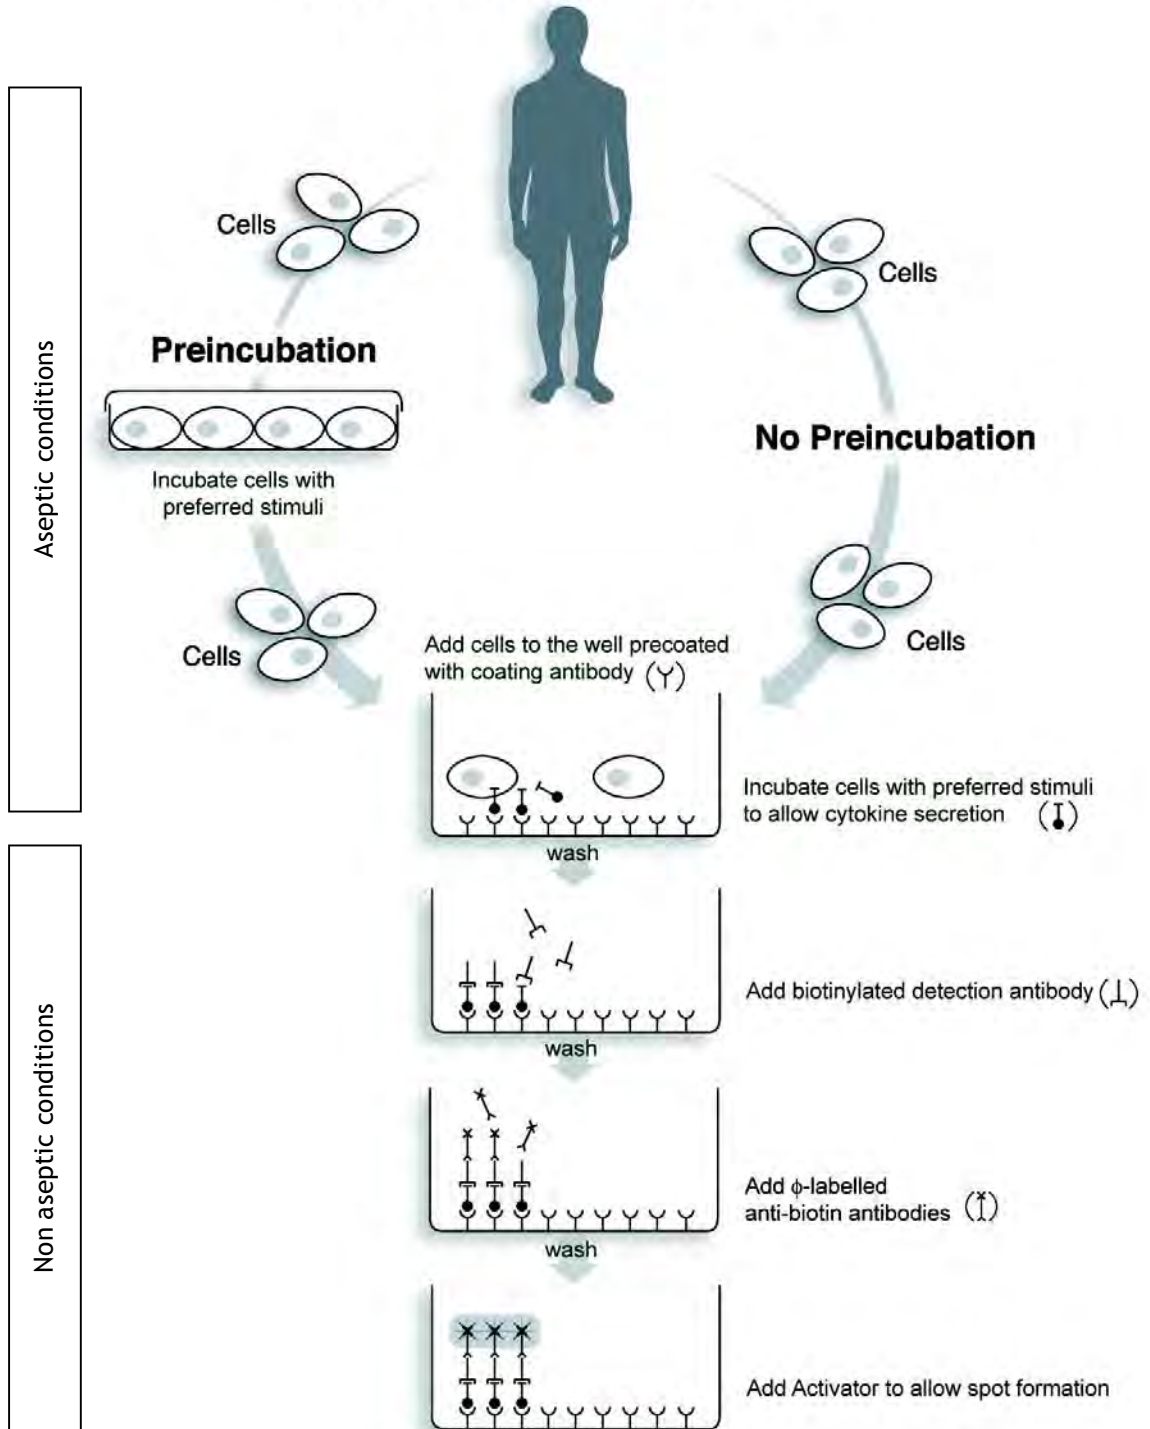 Aseptic conditions
Cells
Cells
Preincubation
Incubate cells with
preferred stimuli
No Preincubation
Cells
Cells
Add cells to the well precoated
with coating antibody ( )
Incubate cells with preferred stimuli
to allow cytokine secretion ( )
wash
Non aseptic conditions
Add biotinylated detection antibody ( )
wash
Add ϕ-labelled
anti-biotin antibodies ( )
wash
Add Activator to allow spot formation